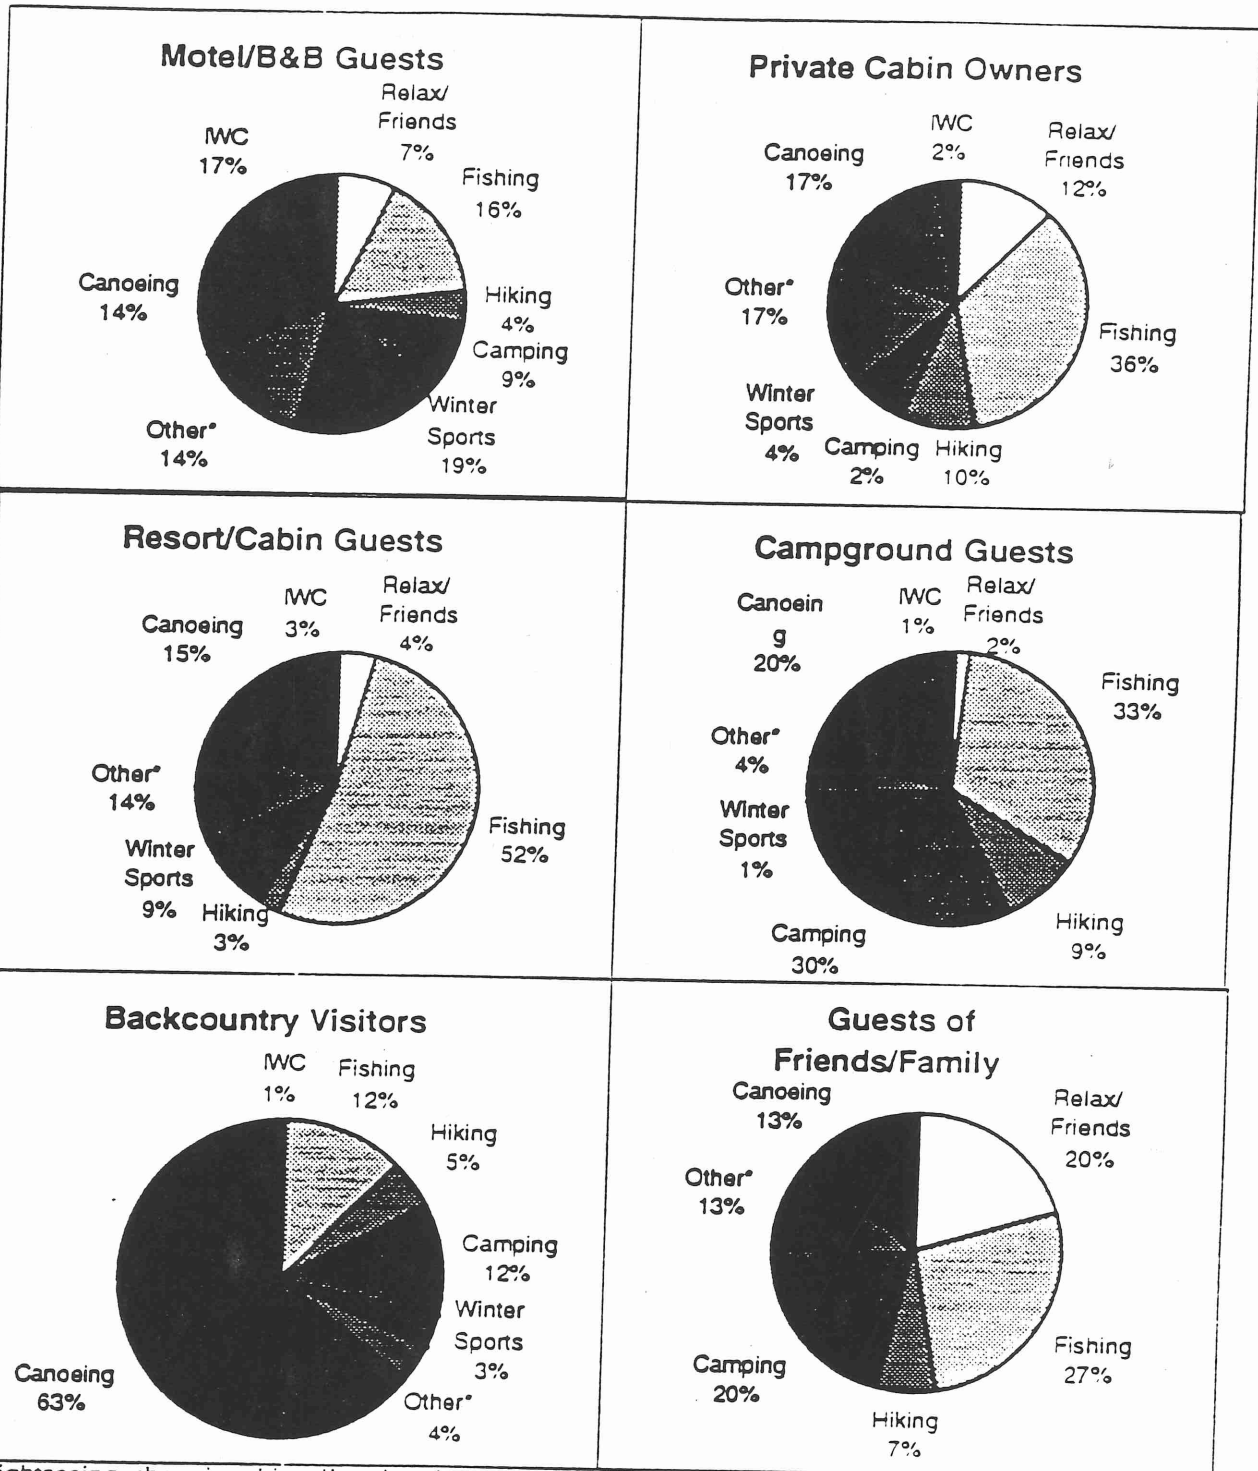 Motel/B&B Guests
Relax/
Friends
7%
IWC
17%
Fishing
16%
Canoeing
14%
Hiking
4%
Camping
9%
Winter
Sports
19%
Other*
14%
Private Cabin Owners
IWC
2%
Relax/
Friends
12%
Canoeing
17%
Other*
17%
Fishing
36%
Winter
Sports
4%
Camping
2%
Hiking
10%
Resort/Cabin Guests
IWC
3%
Relax/
Friends
4%
Canoeing
15%
Other*
14%
Fishing
52%
Winter
Sports
9%
Hiking
3%
Campground Guests
Canoein
g
20%
IWC
1%
Relax/
Friends
2%
Fishing
33%
Other*
4%
Winter
Sports
1%
Camping
30%
Hiking
9%
Backcountry Visitors
IWC
1%
Fishing
12%
Hiking
5%
Camping
12%
Winter
Sports
3%
Canoeing
63%
Other*
4%
Guests of
Friends/Family
Canoeing
13%
Relax/
Friends
20%
Other*
13%
Fishing
27%
Camping
20%
Hiking
7%